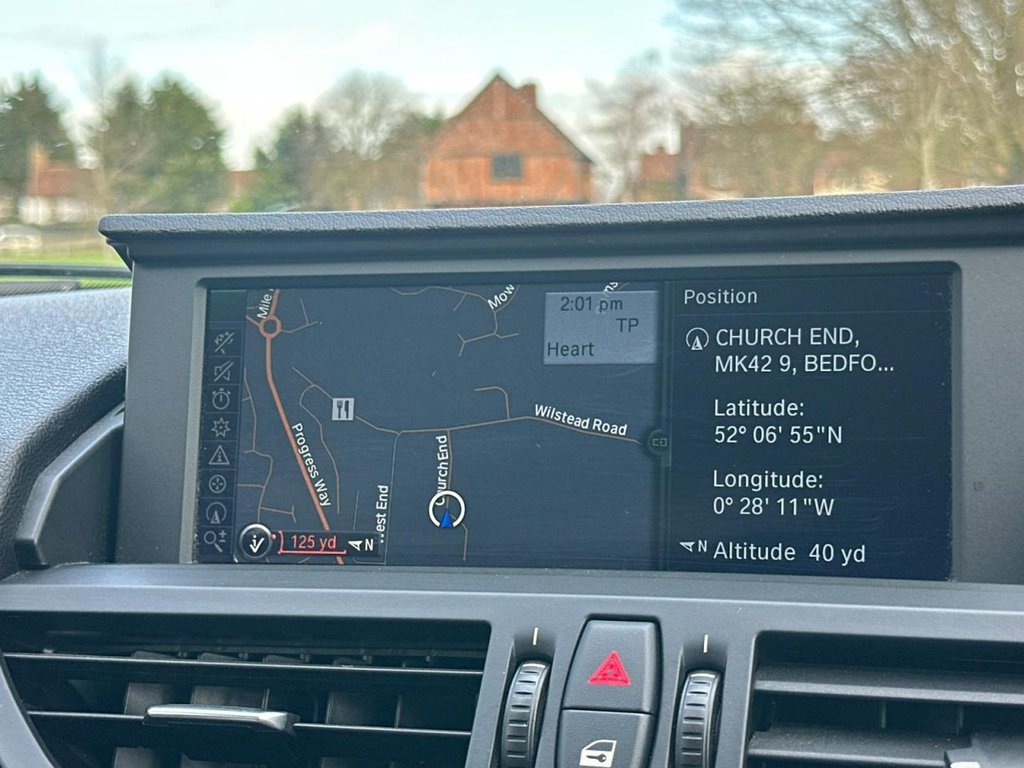 Mile
Mow
2:01 pm
TP
Heart
Wilstead Road
Progress Way
Church End
est End
125 yd
N
Position
CHURCH END,
MK42 9, BEDFO...
Latitude:
52° 06' 55"N
Longitude:
0° 28' 11"W
N Altitude 40 yd